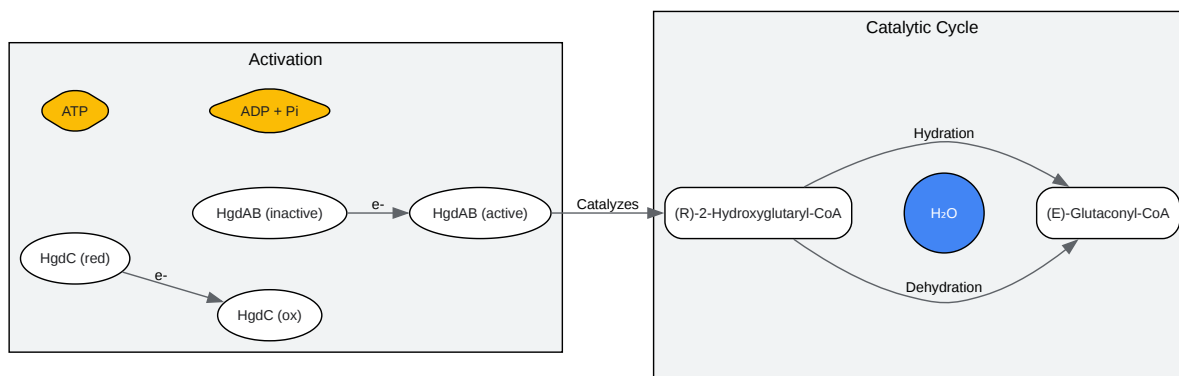 Activation
ATP
ADP + Pi
HgdAB (inactive)
e-
HgdAB (active)
HgdC (red)
e-
HgdC (ox)
Catalyzes
Catalytic Cycle
Hydration
(R)-2-Hydroxyglutaryl-CoA
H₂O
(E)-Glutaconyl-CoA
Dehydration